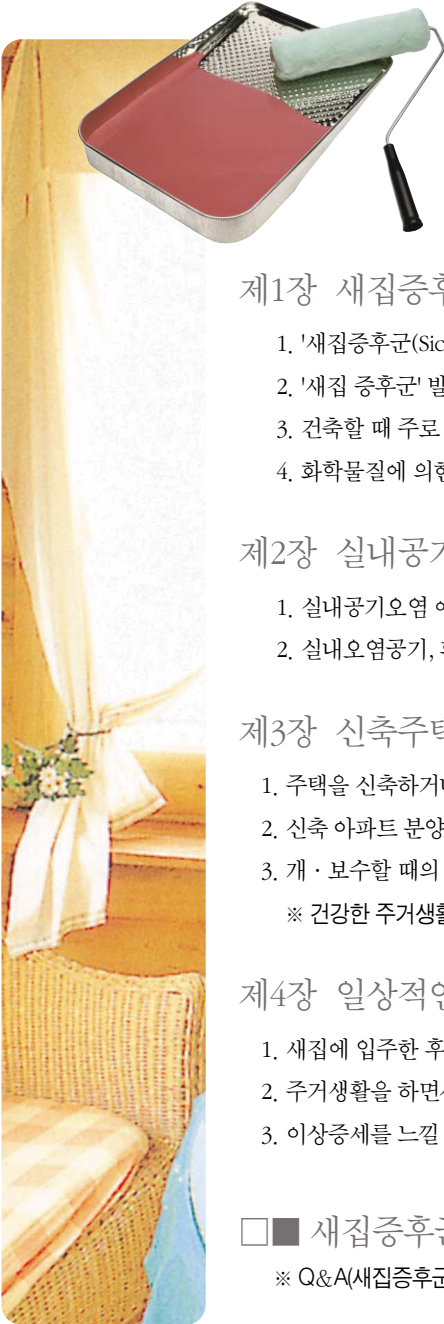 제1장 새집증후
1. '새집증후군(Sic
2. '새집 증후군' 발
3. 건축할 때 주로
4. 화학물질에 의한
제2장 실내공기
1. 실내공기오염 
2. 실내오염공기,
제3장 신축주택
1. 주택을 신축하거나
2. 신축 아파트 분양
3. 개·보수할 때의
※ 건강한 주거생활
제4장 일상적인
1. 새집에 입주한 후
2. 주거생활을 하면서
3. 이상증세를 느낄
□■ 새집증후군
※ Q&A(새집증후군